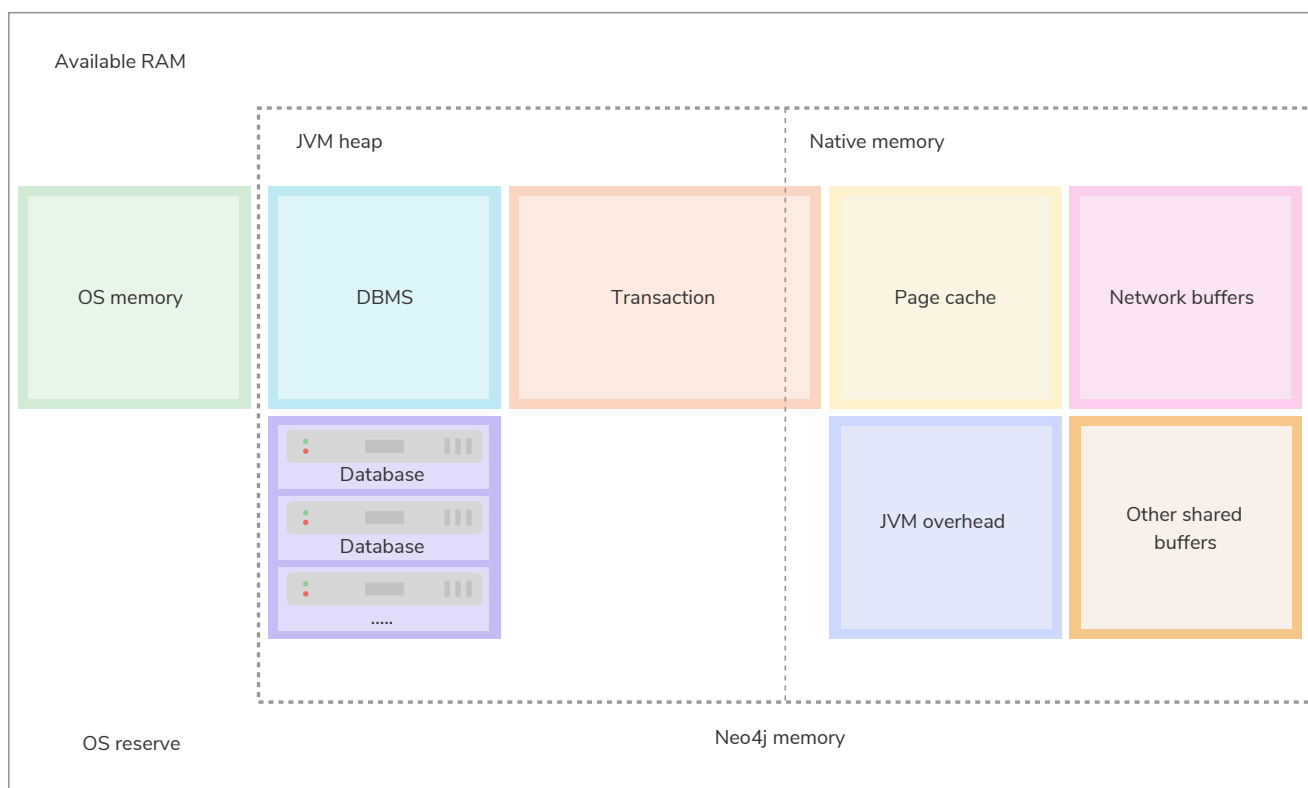 Available RAM
JVM heap
Native memory
OS memory
DBMS
Transaction
Page cache
Network buffers
Database
Database
.....
JVM overhead
Other shared
buffers
OS reserve
Neo4j memory